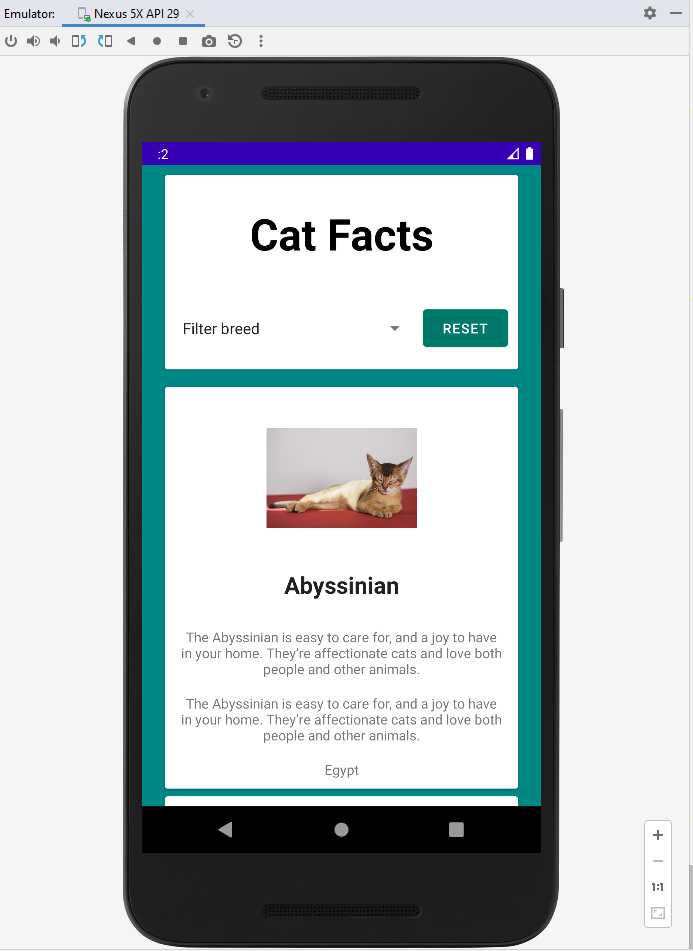 Emulator: Nexus 5X API 29
:2
Cat Facts
Filter breed
RESET
Abyssinian
The Abyssinian is easy to care for, and a joy to have
in your home. They're affectionate cats and love both
people and other animals.
The Abyssinian is easy to care for, and a joy to have
in your home. They're affectionate cats and love both
people and other animals.
Egypt
1:1